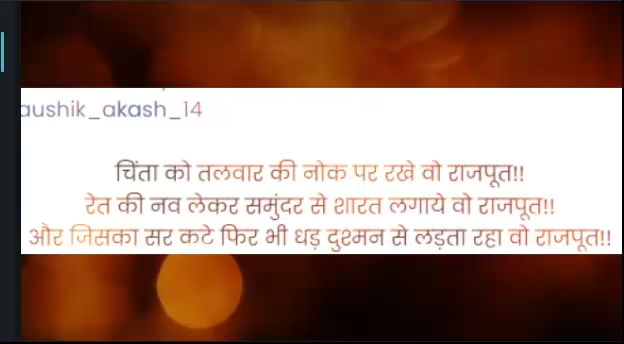 aushik_akash_14
चिंता को तलवार की नोक पर रखे वो राजपूत!!
रेत की नव लेकर समुंदर से शारत लगाये वो राजपूत!!
और जिसका सर कटे फिर भी धड़ दुश्मन से लड़ता रहा वो राजपूत!!